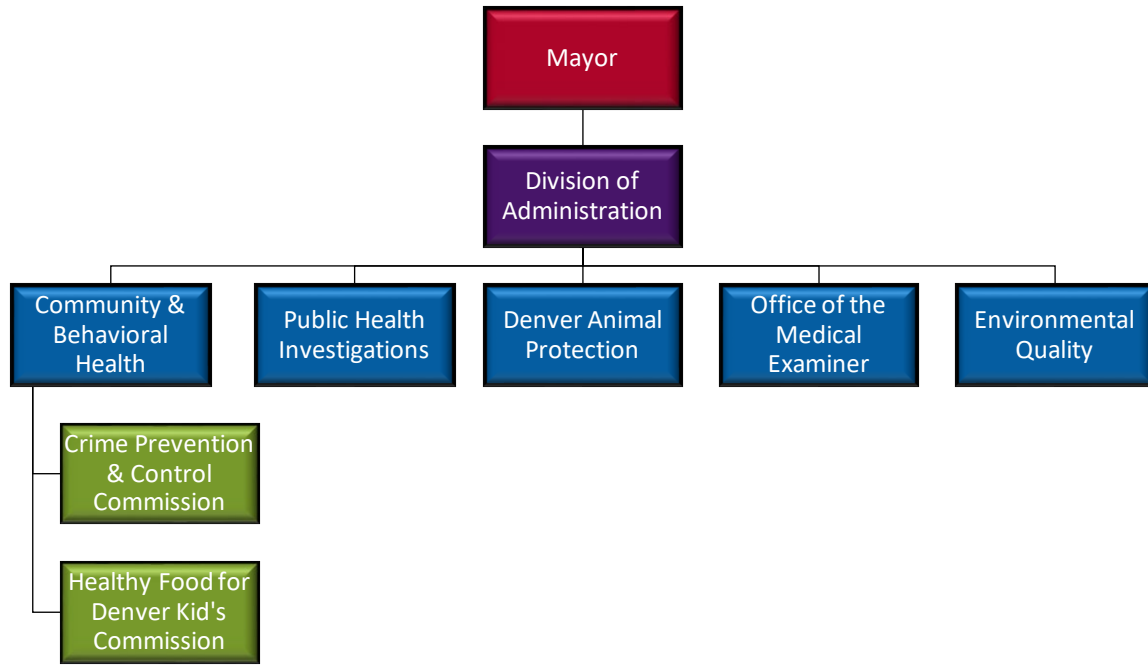 Mayor
Division of
Administration
Community &
Behavioral
Health
Public Health
Investigations
Denver Animal
Protection
Office of the
Medical
Examiner
Environmental
Quality
Crime Prevention
& Control
Commission
Healthy Food for
Denver Kid's
Commission